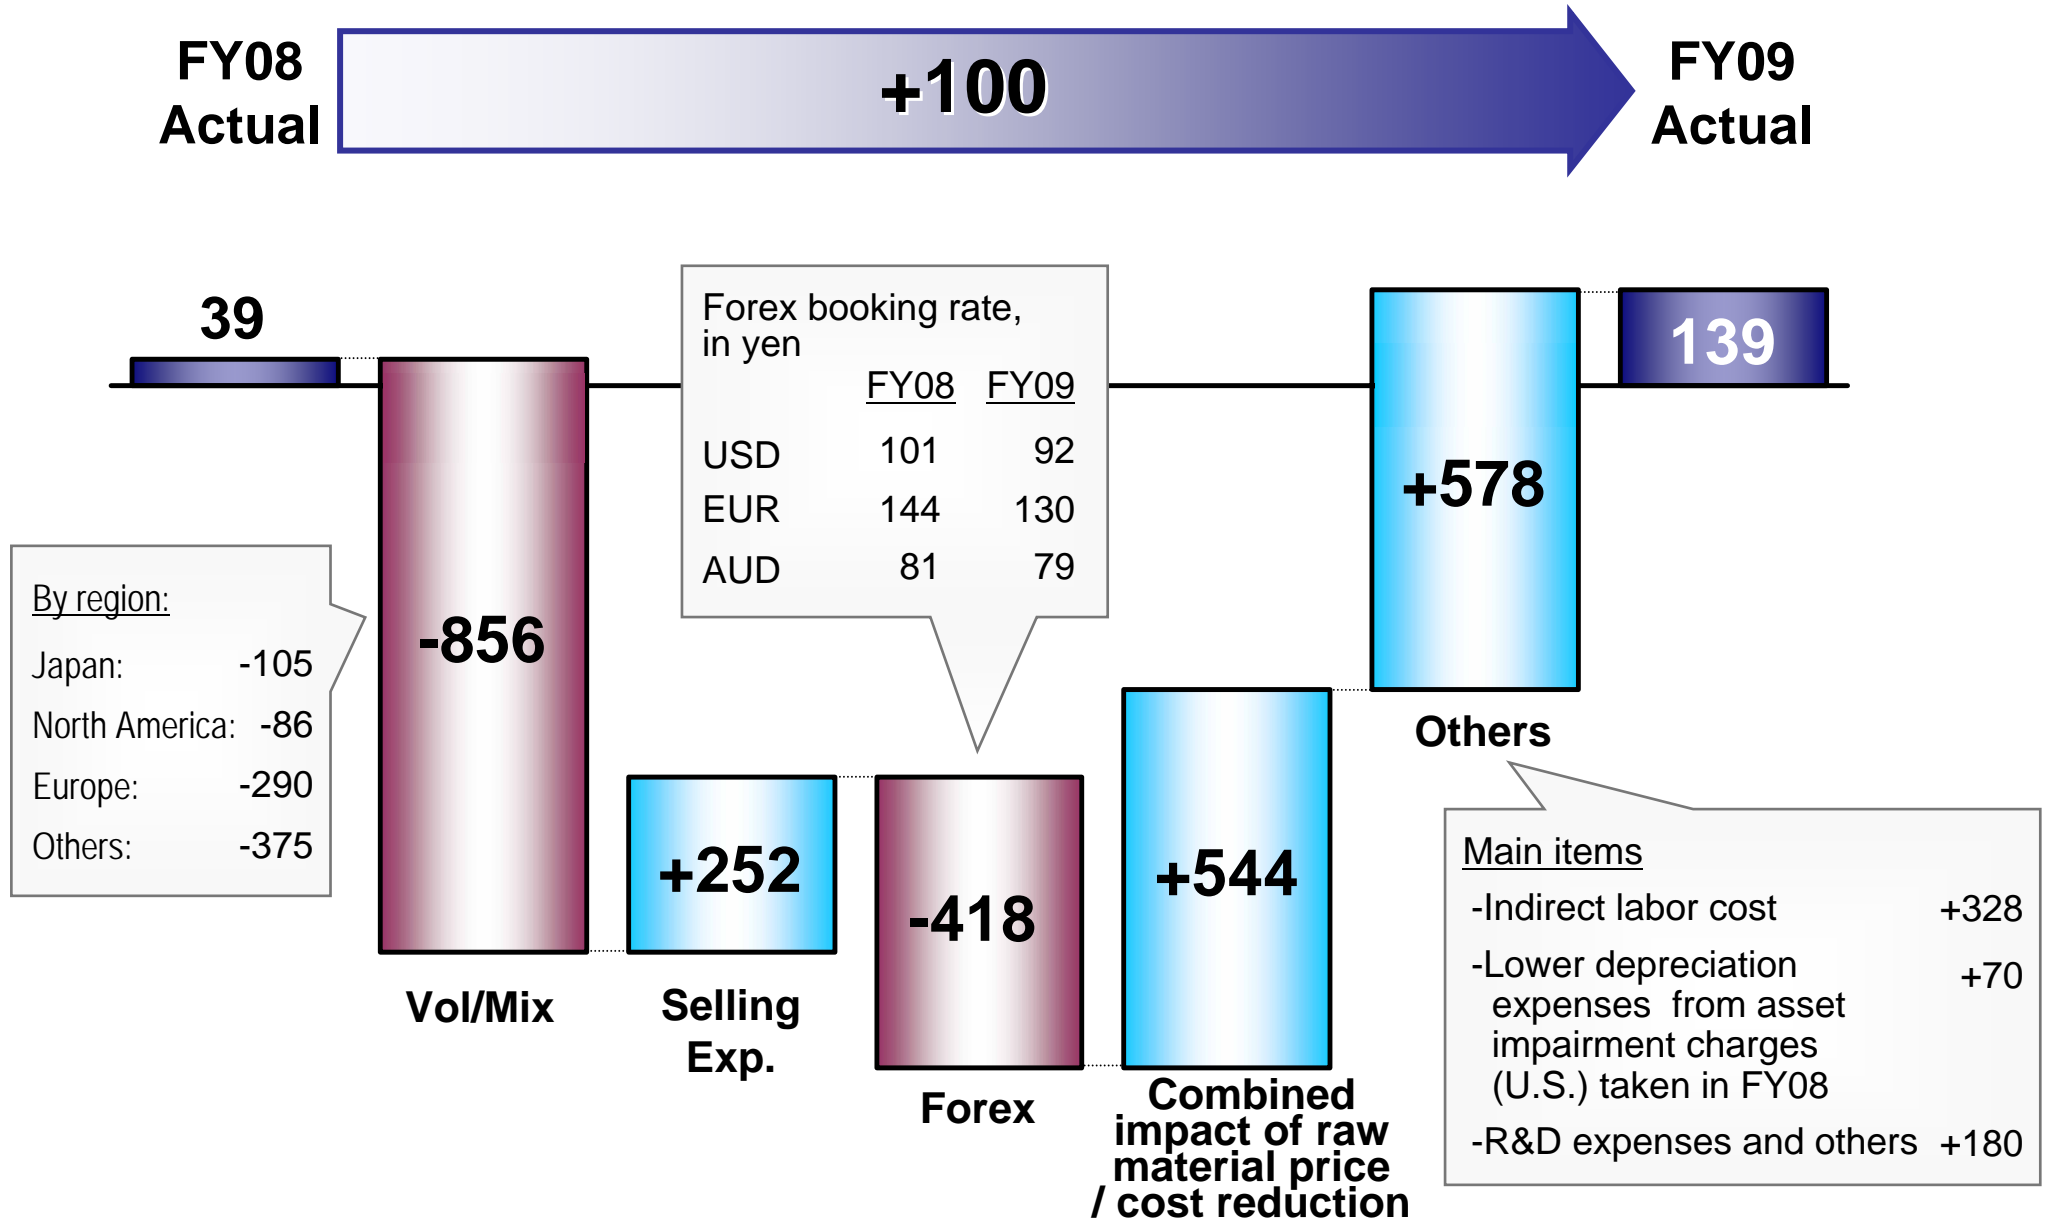 FY08
Actual
+100
FY09
Actual
39
-856
Vol/Mix
By region:
Japan: -105
North America: -86
Europe: -290
Others: -375
+252
Selling
Exp.
Forex booking rate,
in yen
FY08 FY09
USD 101 92
EUR 144 130
AUD 81 79
-418
Forex
+544
Combined
impact of raw
material price
/ cost reduction
+578
Others
139
Main items
-Indirect labor cost +328
-Lower depreciation +70
expenses from asset
impairment charges
(U.S.) taken in FY08
-R&D expenses and others +180